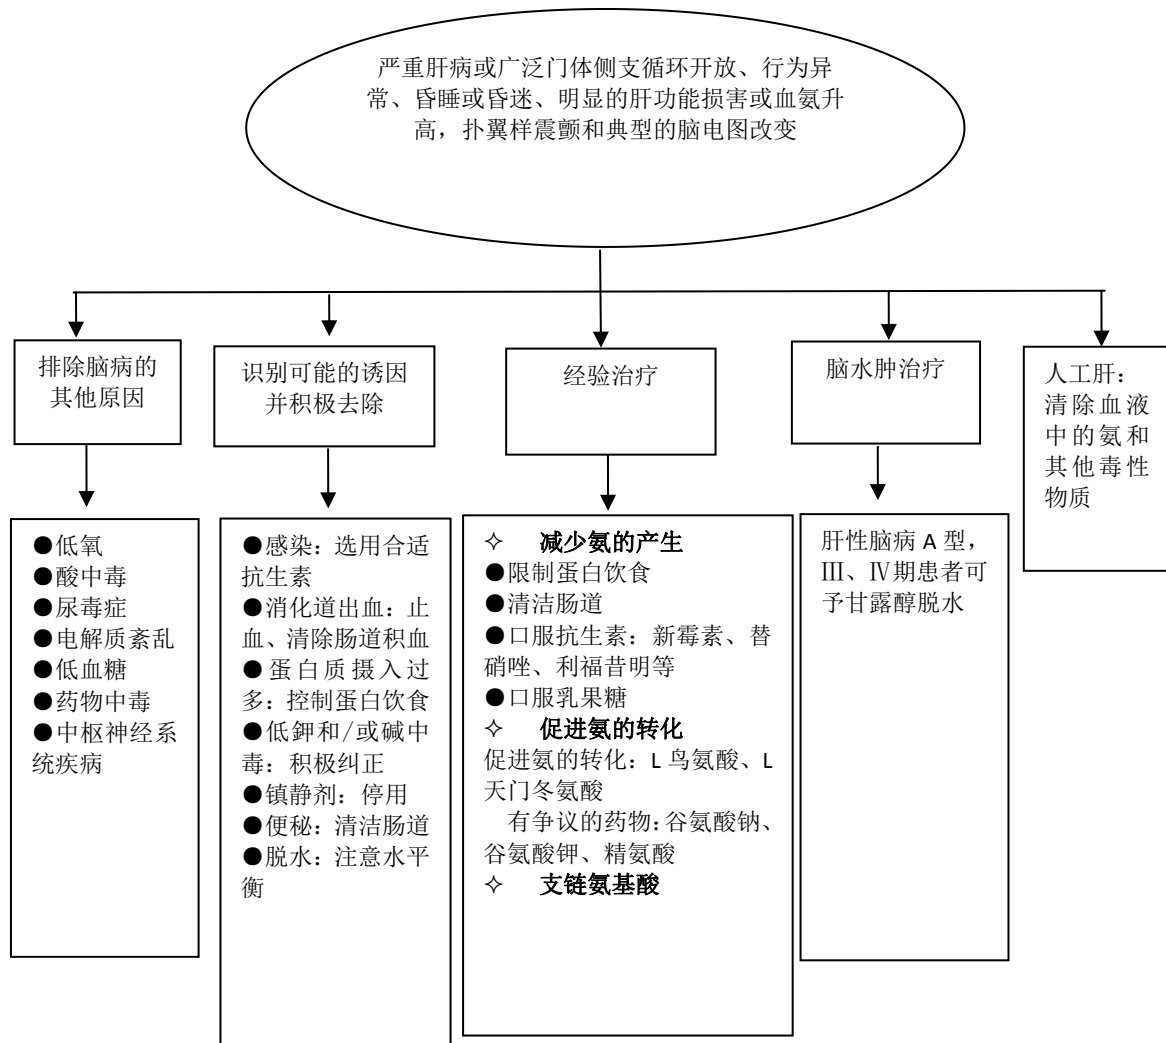 严重肝病或广泛门体侧支循环开放、行为异
常、昏睡或昏迷、明显的肝功能损害或血氨升
高，扑翼样震颤和典型的脑电图改变
排除脑病的
其他原因
识别可能的诱因
并积极去除
经验治疗
脑水肿治疗
人工肝：
清除血液
中的氨和
其他毒性
物质
●低氧
●酸中毒
●尿毒症
●电解质紊乱
●低血糖
●药物中毒
●中枢神经系
统疾病
●感染：选用合适
抗生素
●消化道出血：止
血、清除肠道积血
●蛋白质摄入过
多：控制蛋白饮食
●低鉀和/或碱中
毒：积极纠正
●镇静剂：停用
●便秘：清洁肠道
●脱水：注意水平
衡
✧ 减少氨的产生
●限制蛋白饮食
●清洁肠道
●口服抗生素：新霉素、替
硝唑、利福昔明等
●口服乳果糖
✧ 促进氨的转化
促进氨的转化：L 鸟氨酸、L
天门冬氨酸
有争议的药物：谷氨酸钠、
谷氨酸钾、精氨酸
✧ 支链氨基酸
肝性脑病 A 型，
Ⅲ、Ⅳ期患者可
予甘露醇脱水